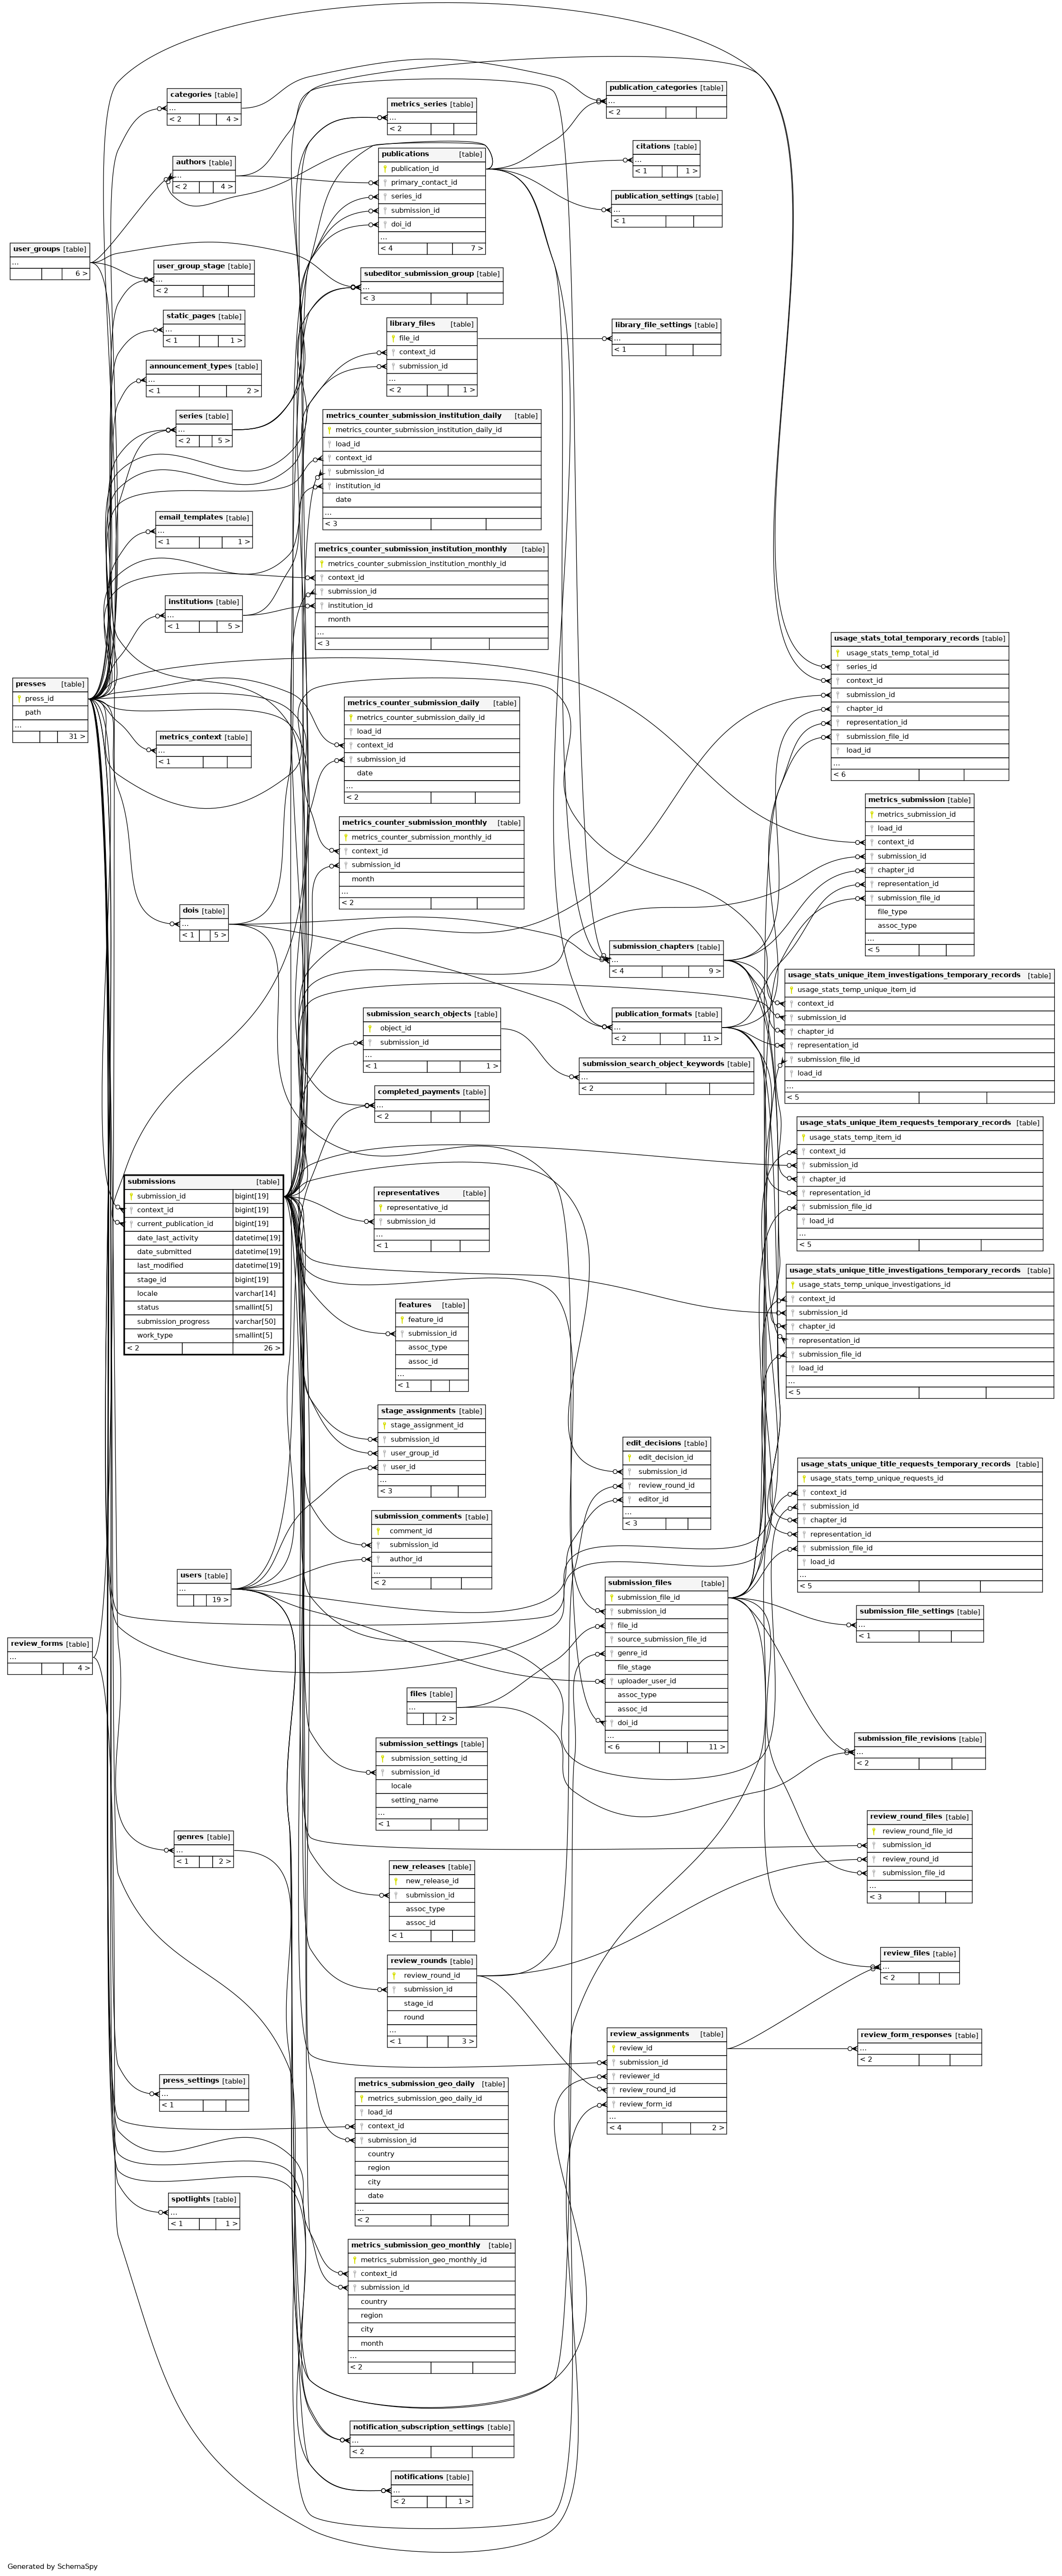 categories [table]
...
< 2 4 >
authors [table]
...
< 2 4 >
user_groups [table]
...
6 >
user_group_stage [table]
...
< 2
static_pages [table]
...
< 1 1 >
announcement_types [table]
...
< 1 2 >
series [table]
...
< 2 5 >
email_templates [table]
...
< 1 1 >
institutions [table]
...
< 1 5 >
presses [table]
press_id
path
...
31 >
metrics_context [table]
...
< 1
dois [table]
...
< 1 5 >
submissions [table]
submission_id bigint[19]
context_id bigint[19]
current_publication_id bigint[19]
date_last_activity datetime[19]
date_submitted datetime[19]
last_modified datetime[19]
stage_id bigint[19]
locale varchar[14]
status smallint[5]
submission_progress varchar[50]
work_type smallint[5]
< 2 26 >
users [table]
...
19 >
review_forms [table]
...
4 >
genres [table]
...
< 1 2 >
press_settings [table]
...
< 1
spotlights [table]
...
< 1 1 >
metrics_series [table]
...
< 2
publications [table]
publication_id
primary_contact_id
series_id
submission_id
doi_id
...
< 4 7 >
subeditor_submission_group [table]
...
< 3
library_files [table]
file_id
context_id
submission_id
...
< 2 1 >
metrics_counter_submission_institution_daily [table]
metrics_counter_submission_institution_daily_id
load_id
context_id
submission_id
institution_id
date
...
< 3
metrics_counter_submission_institution_monthly [table]
metrics_counter_submission_institution_monthly_id
context_id
submission_id
institution_id
month
...
< 3
metrics_counter_submission_daily [table]
metrics_counter_submission_daily_id
load_id
context_id
submission_id
date
...
< 2
metrics_counter_submission_monthly [table]
metrics_counter_submission_monthly_id
context_id
submission_id
month
...
< 2
submission_search_objects [table]
object_id
submission_id
...
< 1 1 >
completed_payments [table]
...
< 2
representatives [table]
representative_id
submission_id
...
< 1
features [table]
feature_id
submission_id
assoc_type
assoc_id
...
< 1
stage_assignments [table]
stage_assignment_id
submission_id
user_group_id
user_id
...
< 3
submission_comments [table]
comment_id
submission_id
author_id
...
< 2
files [table]
...
2 >
submission_settings [table]
submission_setting_id
submission_id
locale
setting_name
...
< 1
new_releases [table]
new_release_id
submission_id
assoc_type
assoc_id
...
< 1
review_rounds [table]
review_round_id
submission_id
stage_id
round
...
< 1 3 >
metrics_submission_geo_daily [table]
metrics_submission_geo_daily_id
load_id
context_id
submission_id
country
region
city
date
...
< 2
metrics_submission_geo_monthly [table]
metrics_submission_geo_monthly_id
context_id
submission_id
country
region
city
month
...
< 2
notification_subscription_settings [table]
...
< 2
notifications [table]
...
< 2 1 >
publication_categories [table]
...
< 2
citations [table]
...
< 1 1 >
publication_settings [table]
...
< 1
library_file_settings [table]
...
< 1
submission_chapters [table]
...
< 4 9 >
publication_formats [table]
...
< 2 11 >
submission_search_object_keywords [table]
...
< 2
edit_decisions [table]
edit_decision_id
submission_id
review_round_id
editor_id
...
< 3
submission_files [table]
submission_file_id
submission_id
file_id
source_submission_file_id
genre_id
file_stage
uploader_user_id
assoc_type
assoc_id
doi_id
...
< 6 11 >
review_assignments [table]
review_id
submission_id
reviewer_id
review_round_id
review_form_id
...
< 4 2 >
usage_stats_total_temporary_records [table]
usage_stats_temp_total_id
series_id
context_id
submission_id
chapter_id
representation_id
submission_file_id
load_id
...
< 6
metrics_submission [table]
metrics_submission_id
load_id
context_id
submission_id
chapter_id
representation_id
submission_file_id
file_type
assoc_type
...
< 5
usage_stats_unique_item_investigations_temporary_records [table]
usage_stats_temp_unique_item_id
context_id
submission_id
chapter_id
representation_id
submission_file_id
load_id
...
< 5
usage_stats_unique_item_requests_temporary_records [table]
usage_stats_temp_item_id
context_id
submission_id
chapter_id
representation_id
submission_file_id
load_id
...
< 5
usage_stats_unique_title_investigations_temporary_records [table]
usage_stats_temp_unique_investigations_id
context_id
submission_id
chapter_id
representation_id
submission_file_id
load_id
...
< 5
usage_stats_unique_title_requests_temporary_records [table]
usage_stats_temp_unique_requests_id
context_id
submission_id
chapter_id
representation_id
submission_file_id
load_id
...
< 5
submission_file_settings [table]
...
< 1
submission_file_revisions [table]
...
< 2
review_round_files [table]
review_round_file_id
submission_id
review_round_id
submission_file_id
...
< 3
review_files [table]
...
< 2
review_form_responses [table]
...
< 2
Generated by SchemaSpy